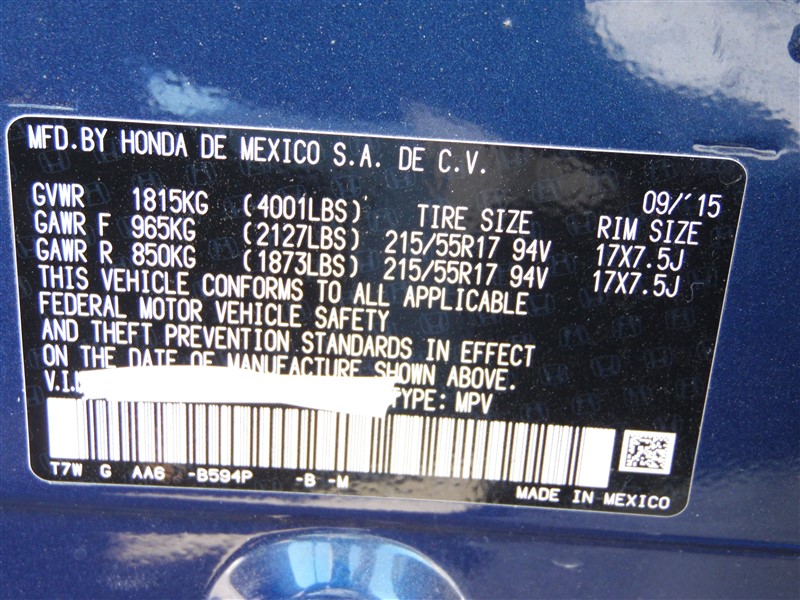 MFD.BY HONDA DE MEXICO S.A. DE C.V.
09/'15
GVWR 1815KG (4001LBS) TIRE SIZE RIM SIZE
GAWR F 965KG (2127LBS) 215/55R17 94V 17X7.5J
GAWR R 850KG (1873LBS) 215/55R17 94V 17X7.5J
THIS VEHICLE CONFORMS TO ALL APPLICABLE
FEDERAL MOTOR VEHICLE SAFETY
AND THEFT PREVENTION STANDARDS IN EFFECT
ON THE DATE OF MANUFACTURE SHOWN ABOVE.
TYPE: MPV
T7W G AA6 -B594P -B -M
MADE IN MEXICO